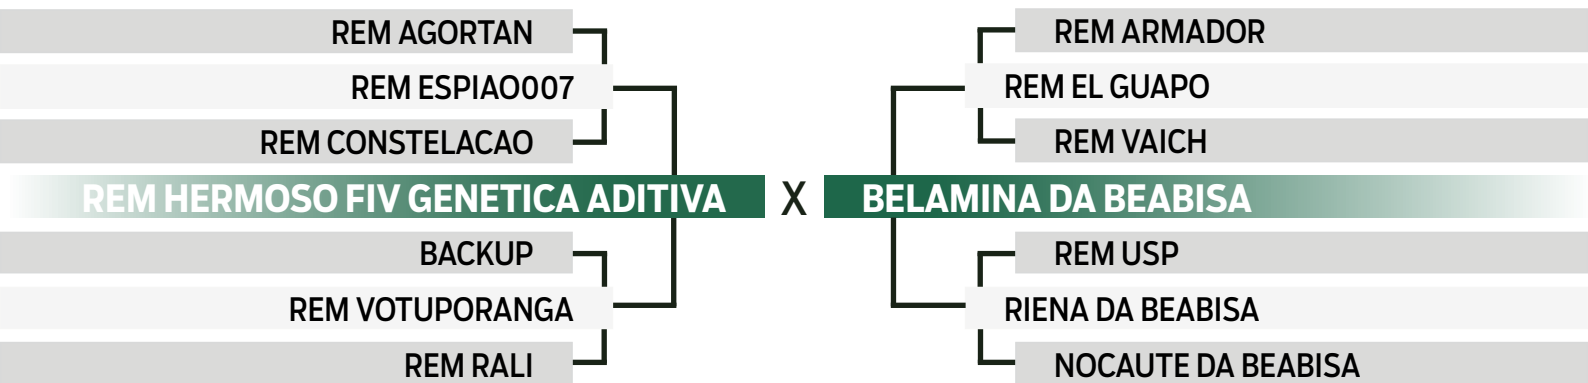 REM AGORTAN
REM ESPIAO007
REM CONSTELACAO
REM HERMOSO FIV GENETICA ADITIVA
BACKUP
REM VOTUPORANGA
REM RALI
X
REM ARMADOR
REM EL GUAPO
REM VAICH
BELAMINA DA BEABISA
REM USP
RIENA DA BEABISA
NOCAUTE DA BEABISA